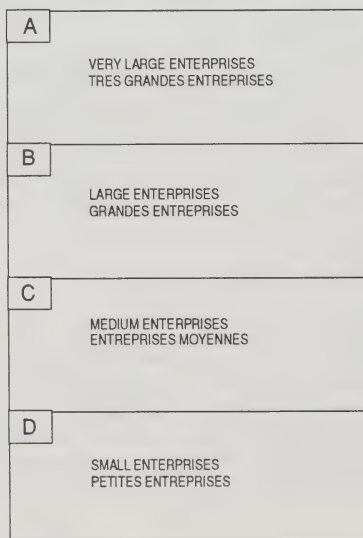 A
VERY LARGE ENTERPRISES
TRES GRANDES ENTREPRISES
B
LARGE ENTERPRISES
GRANDES ENTREPRISES
C
MEDIUM ENTERPRISES
ENTREPRISES MOYENNES
D
SMALL ENTERPRISES
PETITES ENTREPRISES